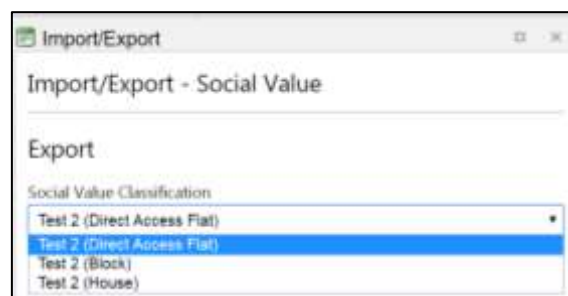 Import/Export
Import/Export - Social Value
Export
Social Value Classification
Test 2 (Direct Access Flat)
Test 2 (Direct Access Flat)
Test 2 (Block)
Test 2 (House)